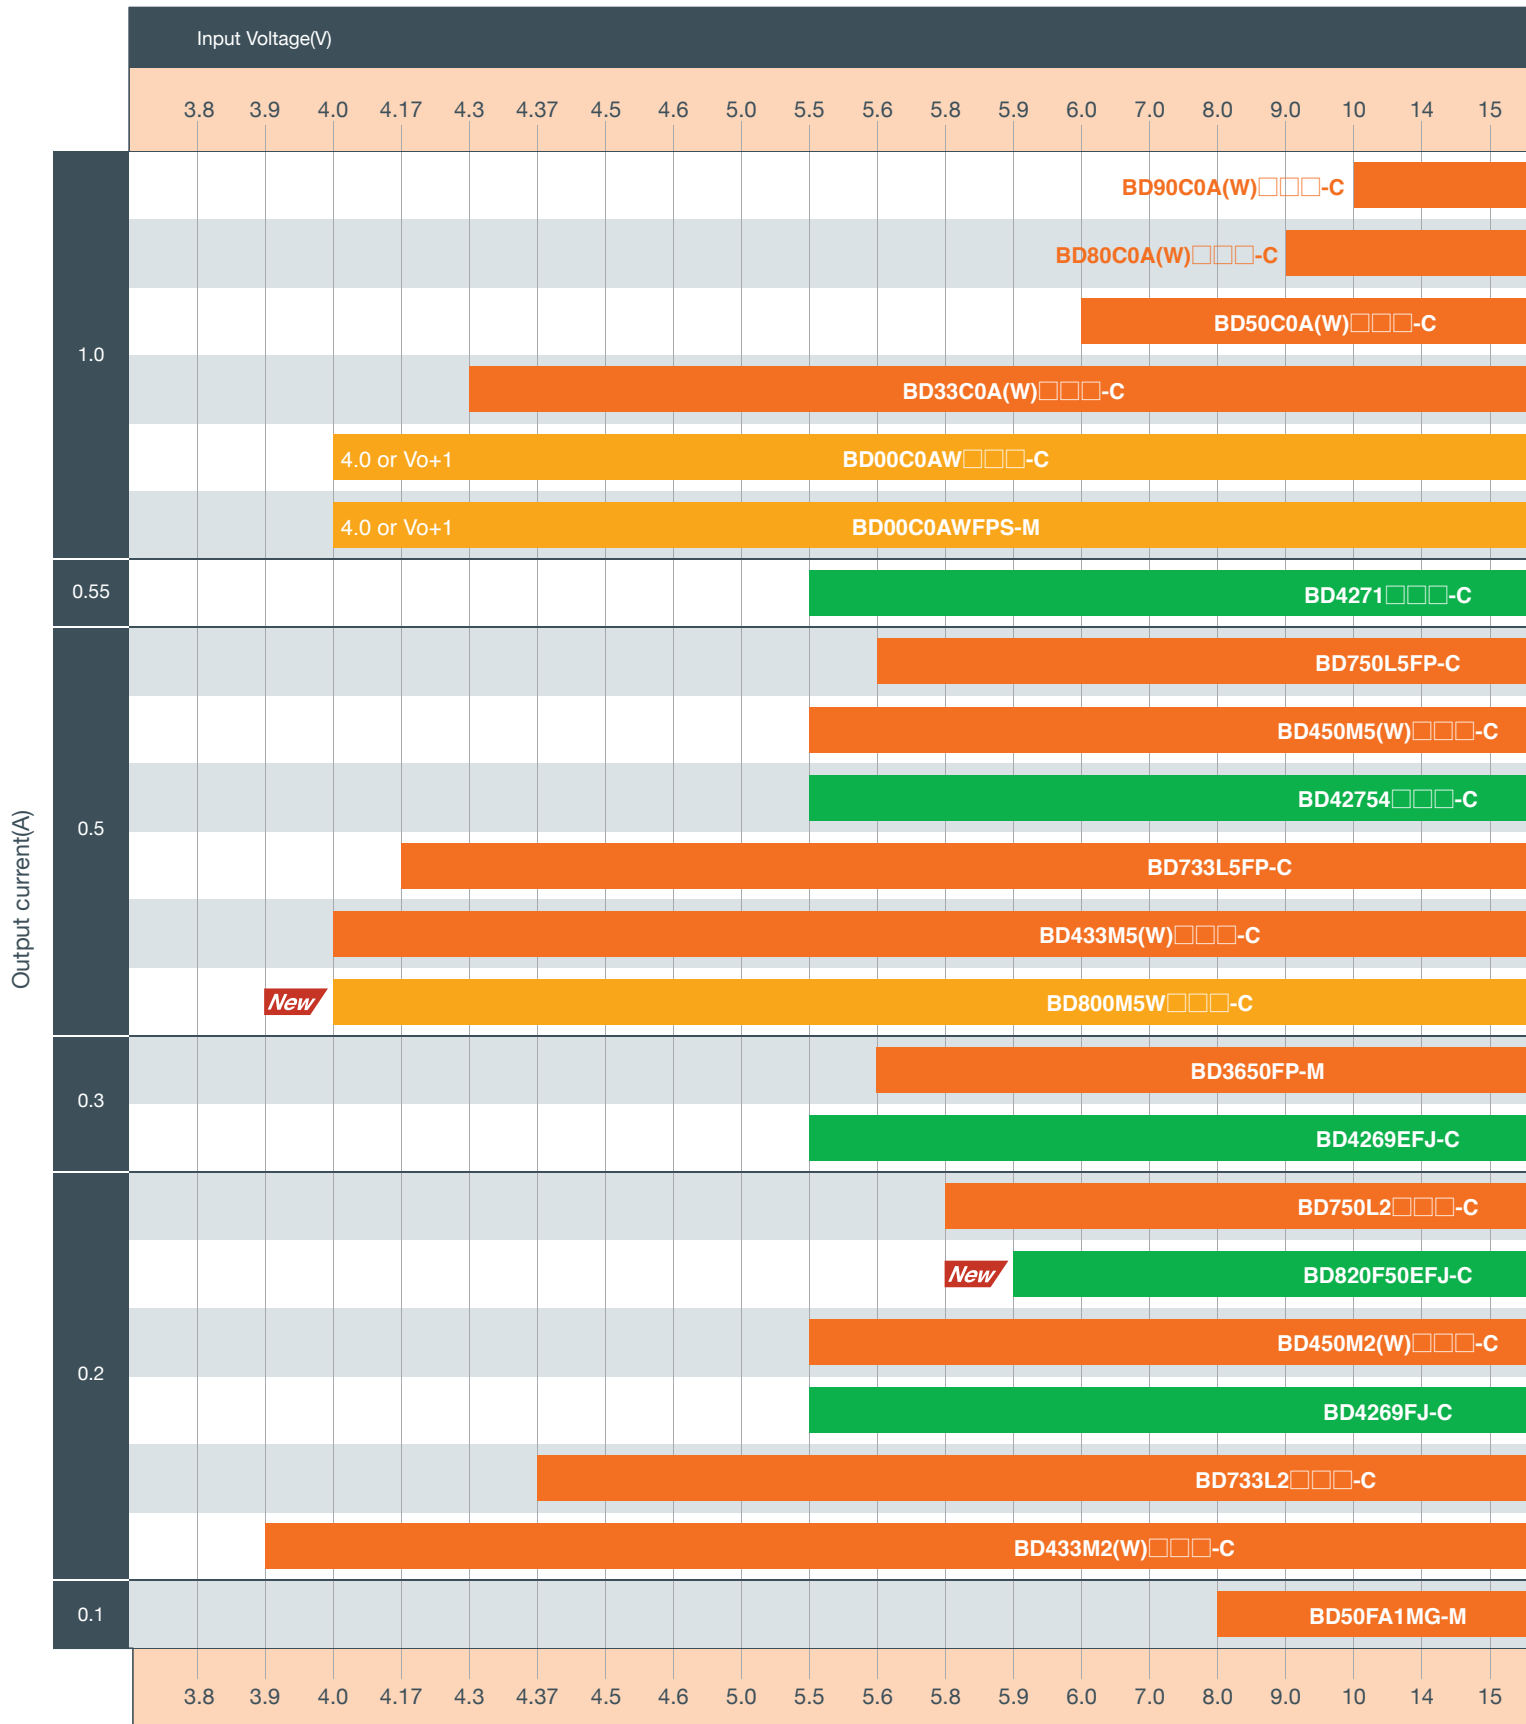 Input Voltage(V)
3.8 3.9 4.0 4.17 4.3 4.37 4.5 4.6 5.0 5.5 5.6 5.8 5.9 6.0 7.0 8.0 9.0 10 14 15
Output current(A)
1.0
BD90C0A(W)□□□-C
BD80C0A(W)□□□-C
BD50C0A(W)□□□-C
BD33C0A(W)□□□-C
4.0 or Vo+1 BD00C0AW□□□-C
4.0 or Vo+1 BD00C0AWFPS-M
0.55
BD4271□□□-C
0.5
BD750L5FP-C
BD450M5(W)□□□-C
BD42754□□□-C
BD733L5FP-C
BD433M5(W)□□□-C
New BD800M5W□□□-C
0.3
BD3650FP-M
BD4269EFJ-C
0.2
BD750L2□□□-C
New BD820F50EFJ-C
BD450M2(W)□□□-C
BD4269FJ-C
BD733L2□□□-C
BD433M2(W)□□□-C
0.1
BD50FA1MG-M
3.8 3.9 4.0 4.17 4.3 4.37 4.5 4.6 5.0 5.5 5.6 5.8 5.9 6.0 7.0 8.0 9.0 10 14 15